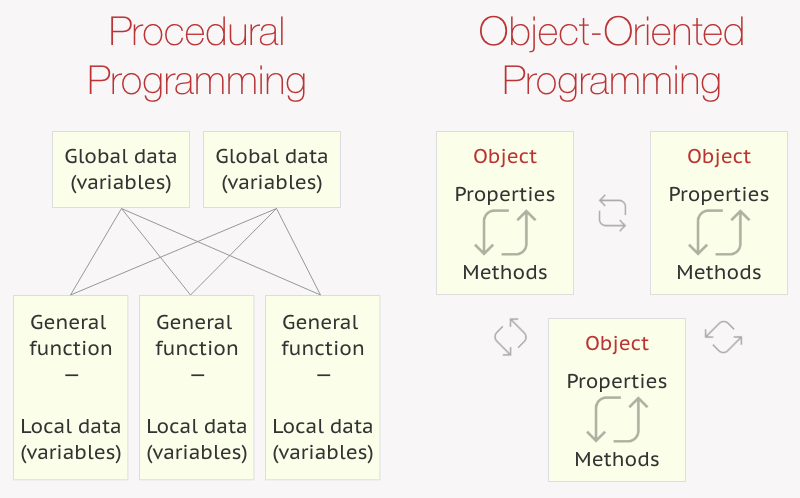 Procedural
Programming
Object-Oriented
Programming
Global data
(variables)
Global data
(variables)
General
function
—
Local data
(variables)
General
function
—
Local data
(variables)
General
function
—
Local data
(variables)
Object
Properties
Methods
Object
Properties
Methods
Object
Properties
Methods